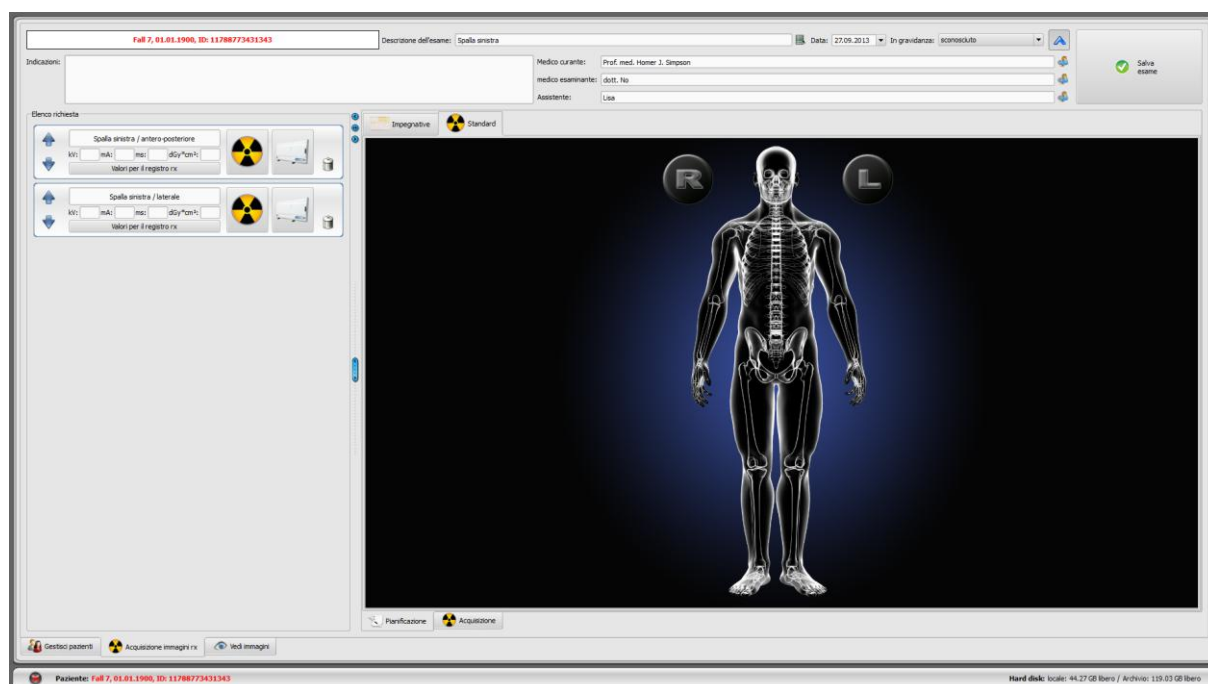 Fall 7, 01.01.1900, ID: 11788773431343
Descrizione dell'esame: Spalla sinistra
Data: 27.09.2013
In gravidanza: sconosciuto
Indicazioni:
Medico curante: Prof. med. Homer J. Simpson
medico esaminante: dott. No
Assistente: Lisa
Salva
esame
Elenco richiesta
Spalla sinistra / antero-posteriore
kV: mA: ms: dGy*cm²:
Valori per il registro rx
Spalla sinistra / laterale
kV: mA: ms: dGy*cm²:
Valori per il registro rx
Impegnative
Standard
R
L
Pianificazione
Acquisizione
Gestisci pazienti
Acquisizione immagini rx
Vedi immagini
Paziente: Fall 7, 01.01.1900, ID: 11788773431343
Hard disk: locale: 44.27 GB libero / Archivio: 119.03 GB libero